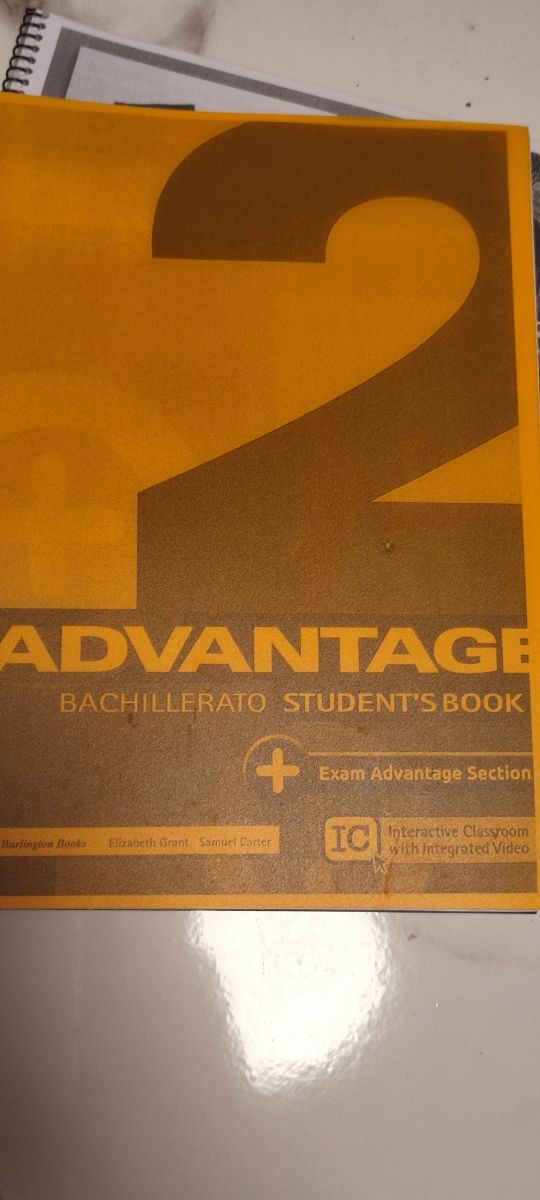 2
ADVANTAGE
BACHILLERATO STUDENT'S BOOK
Exam Advantage Section
Burlington Books Elizabeth Grant Samuel Carter
IC Interactive Classroom
with Integrated Video